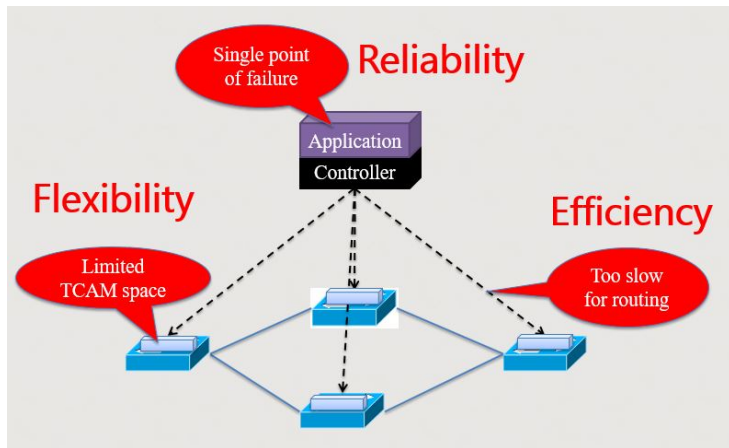 Single point
of failure
Reliability
Application
Controller
Flexibility
Efficiency
Limited
TCAM space
Too slow
for routing